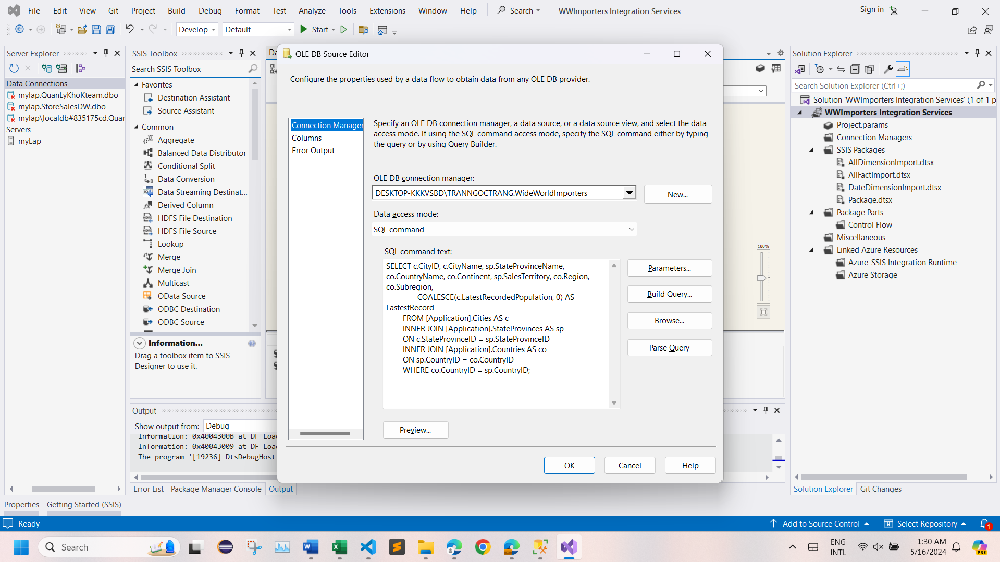 File Edit View Git Project Build Debug Format Test Analyze Tools Extensions Window Help Search WWImporters Integration Services Sign in
Develop Default Start
Server Explorer
Data Connections
mylap.QuanLyKhoKteam.dbo
mylap.StoreSalesDW.dbo
mylap\localdb#835175cd.Quar
Servers
myLap
SSIS Toolbox
Search SSIS Toolbox
Favorites
Destination Assistant
Source Assistant
Common
Aggregate
Balanced Data Distributor
Conditional Split
Data Conversion
Data Streaming Destinat...
Derived Column
HDFS File Destination
HDFS File Source
Lookup
Merge
Merge Join
Multicast
OData Source
ODBC Destination
ODBC Source
Information...
Drag a toolbox item to SSIS
Designer to use it.
Da
OLE DB Source Editor
Configure the properties used by a data flow to obtain data from any OLE DB provider.
Connection Manager
Columns
Error Output
Specify an OLE DB connection manager, a data source, or a data source view, and select the data
access mode. If using the SQL command access mode, specify the SQL command either by typing
the query or by using Query Builder.
OLE DB connection manager:
DESKTOP-KKKVSBD\TRANNGOCTRANG.WideWorldImporters
New...
Data access mode:
SQL command
SQL command text:
SELECT c.CityID, c.CityName, sp.StateProvinceName,
co.CountryName, co.Continent, sp.SalesTerritory, co.Region,
co.Subregion,
COALESCE(c.LatestRecordedPopulation, 0) AS
LastestRecord
FROM [Application].Cities AS c
INNER JOIN [Application].StateProvinces AS sp
ON c.StateProvinceID = sp.StateProvinceID
INNER JOIN [Application].Countries AS co
ON sp.CountryID = co.CountryID
WHERE co.CountryID = sp.CountryID;
Parameters...
Build Query...
Browse...
Parse Query
Preview...
OK Cancel Help
100%
Output
Show output from: Debug
Information: 0x4004300B at DF Load
Information: 0x40043009 at DF Load
The program '[19236] DtsDebugHost
Error List Package Manager Console Output
Solution Explorer
Search Solution Explorer (Ctrl+;)
Solution 'WWImporters Integration Services' (1 of 1 p
WWImporters Integration Services
Project.params
Connection Managers
SSIS Packages
AllDimensionImport.dtsx
AllFactImport.dtsx
DateDimensionImport.dtsx
Package.dtsx
Package Parts
Control Flow
Miscellaneous
Linked Azure Resources
Azure-SSIS Integration Runtime
Azure Storage
Solution Explorer Git Changes
Properties Getting Started (SSIS)
Ready Add to Source Control Select Repository 1
Search
ENG
INTL
1:30 AM
5/16/2024
PRE